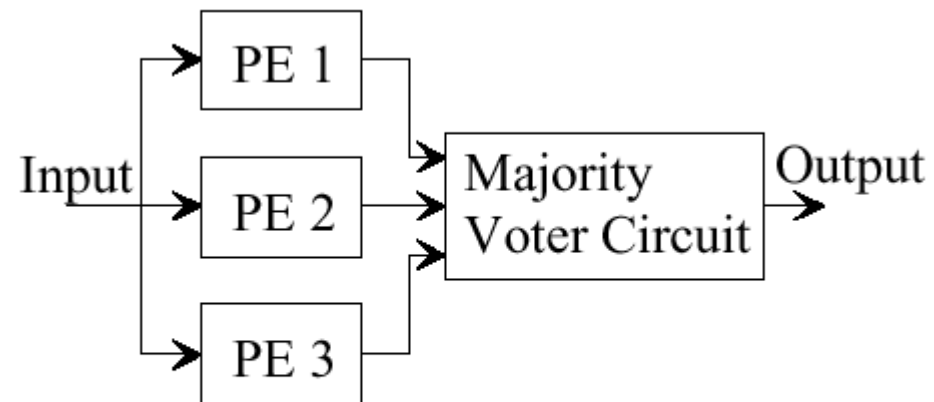 PE 1
Input
PE 2
Majority
Voter Circuit
Output
PE 3